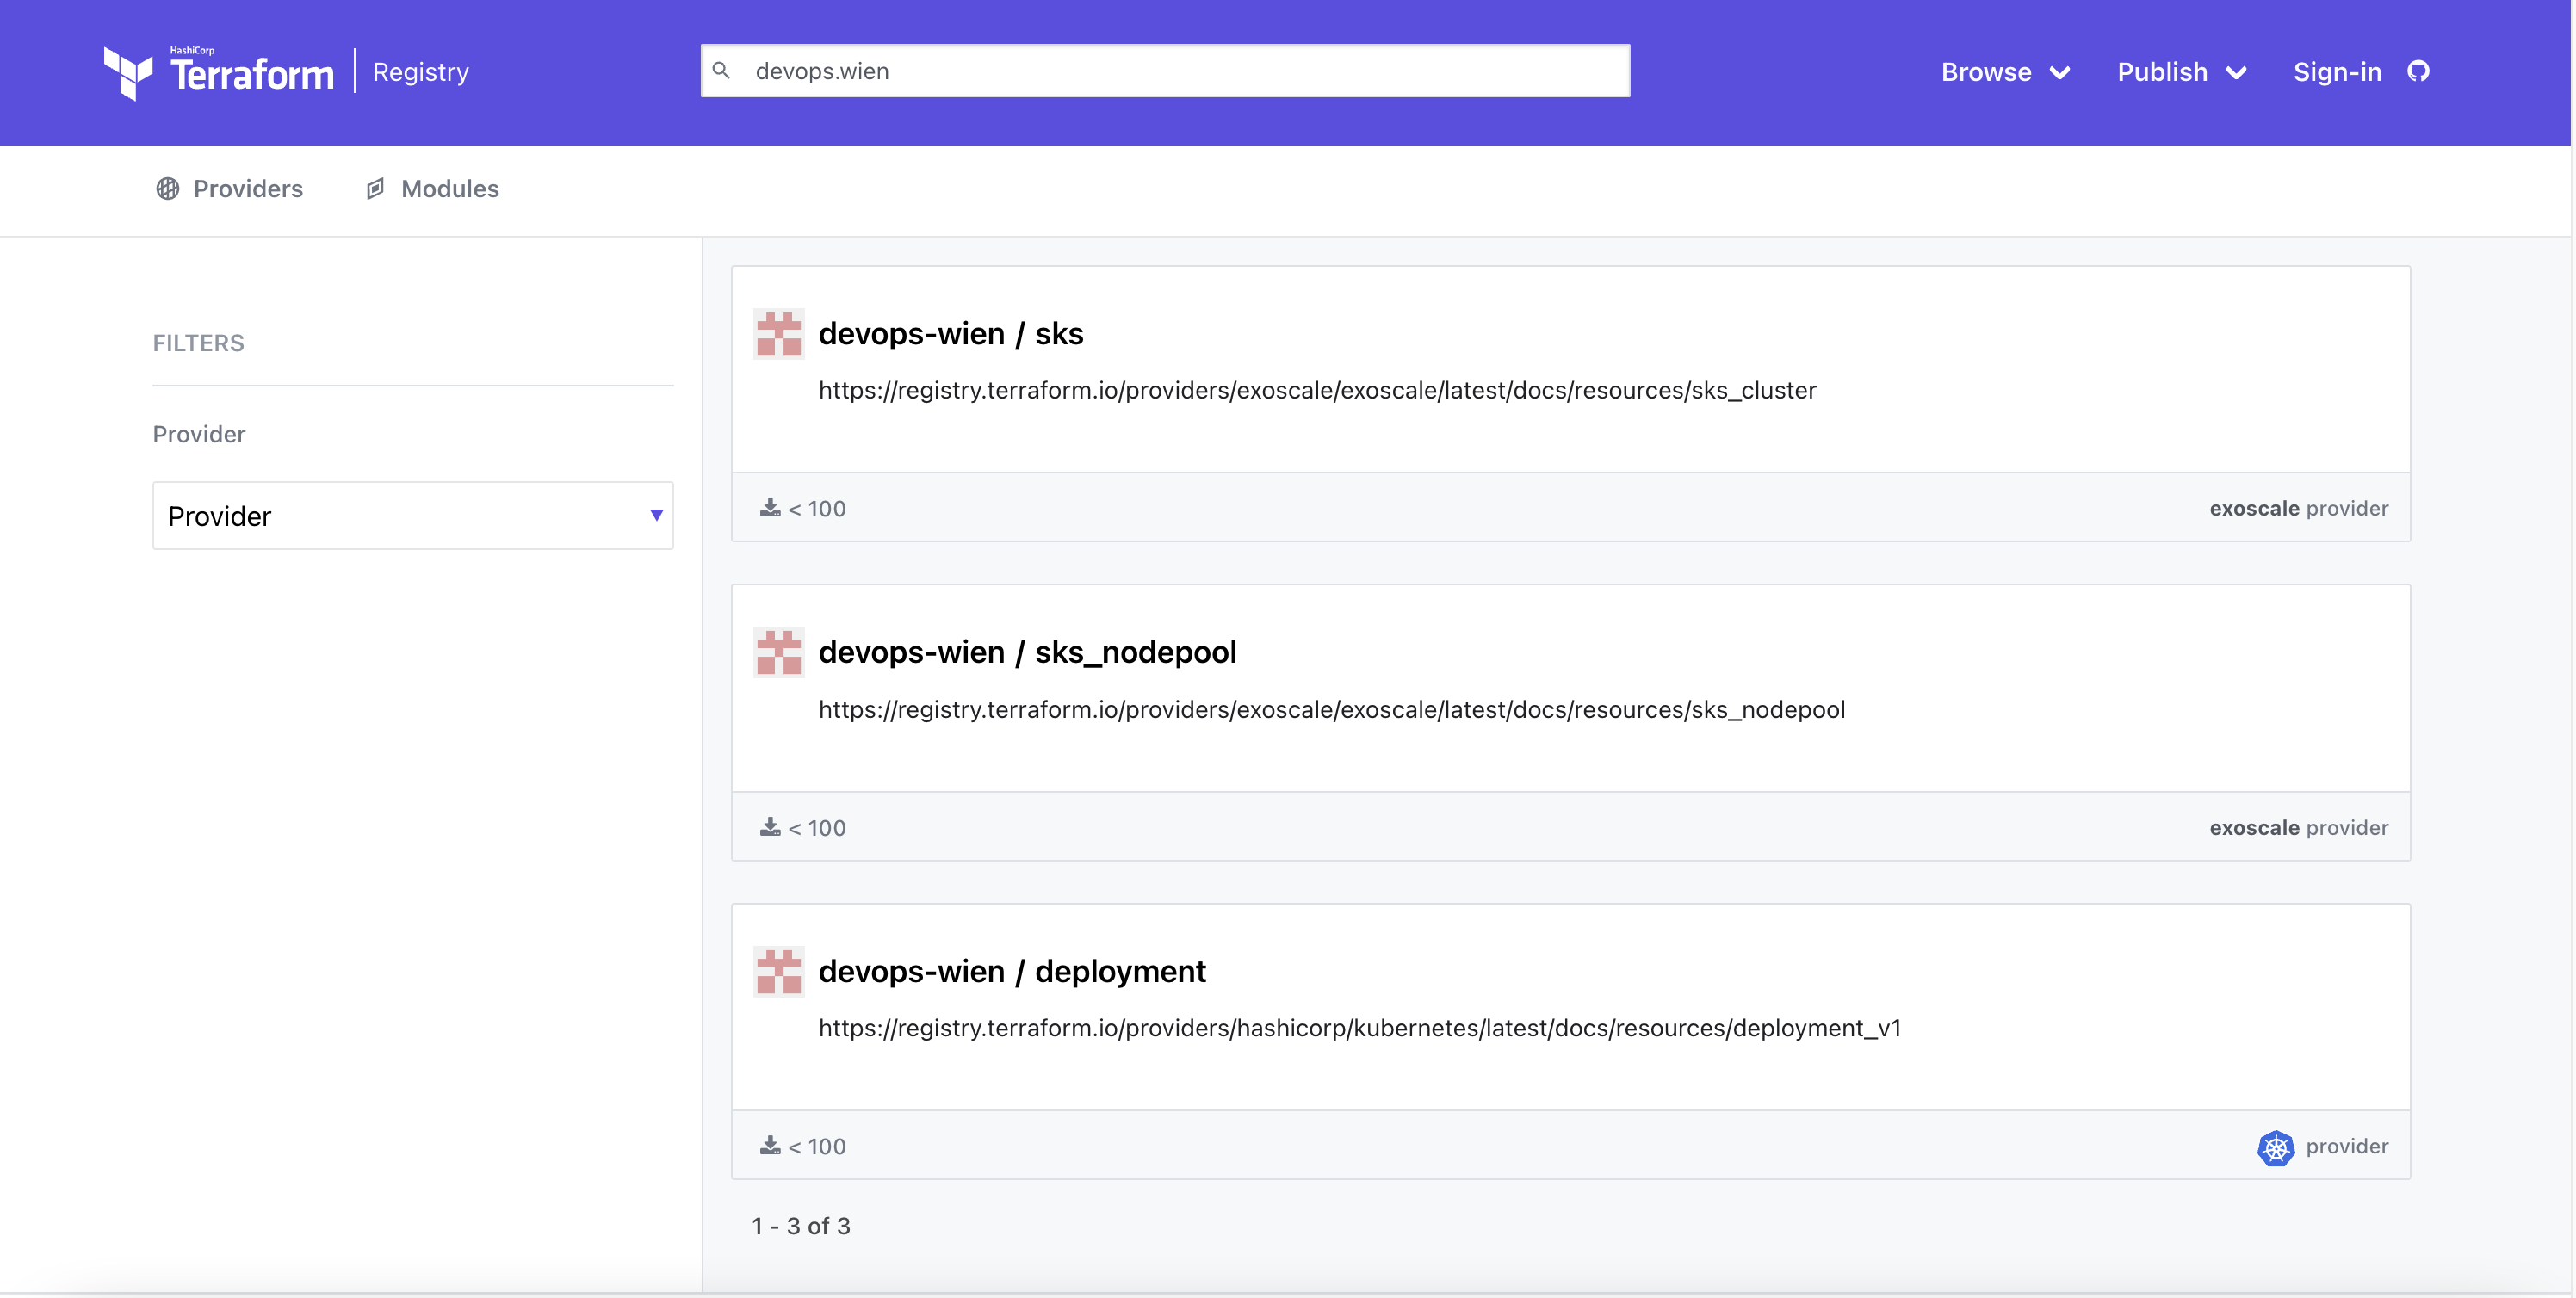 HashiCorp
Terraform Registry
devops.wien
Browse Publish Sign-in
Providers Modules
FILTERS
Provider
Provider
devops-wien / sks
https://registry.terraform.io/providers/exoscale/exoscale/latest/docs/resources/sks_cluster
< 100 exoscale provider
devops-wien / sks_nodepool
https://registry.terraform.io/providers/exoscale/exoscale/latest/docs/resources/sks_nodepool
< 100 exoscale provider
devops-wien / deployment
https://registry.terraform.io/providers/hashicorp/kubernetes/latest/docs/resources/deployment_v1
< 100 provider
1 - 3 of 3